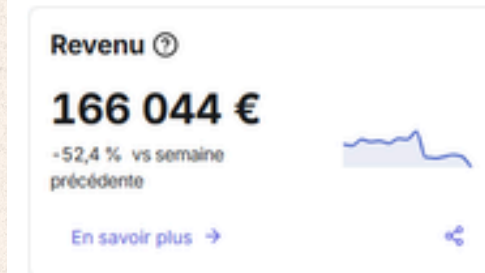 Revenu
166 044 €
-52,4 % vs semaine
précédente
En savoir plus →